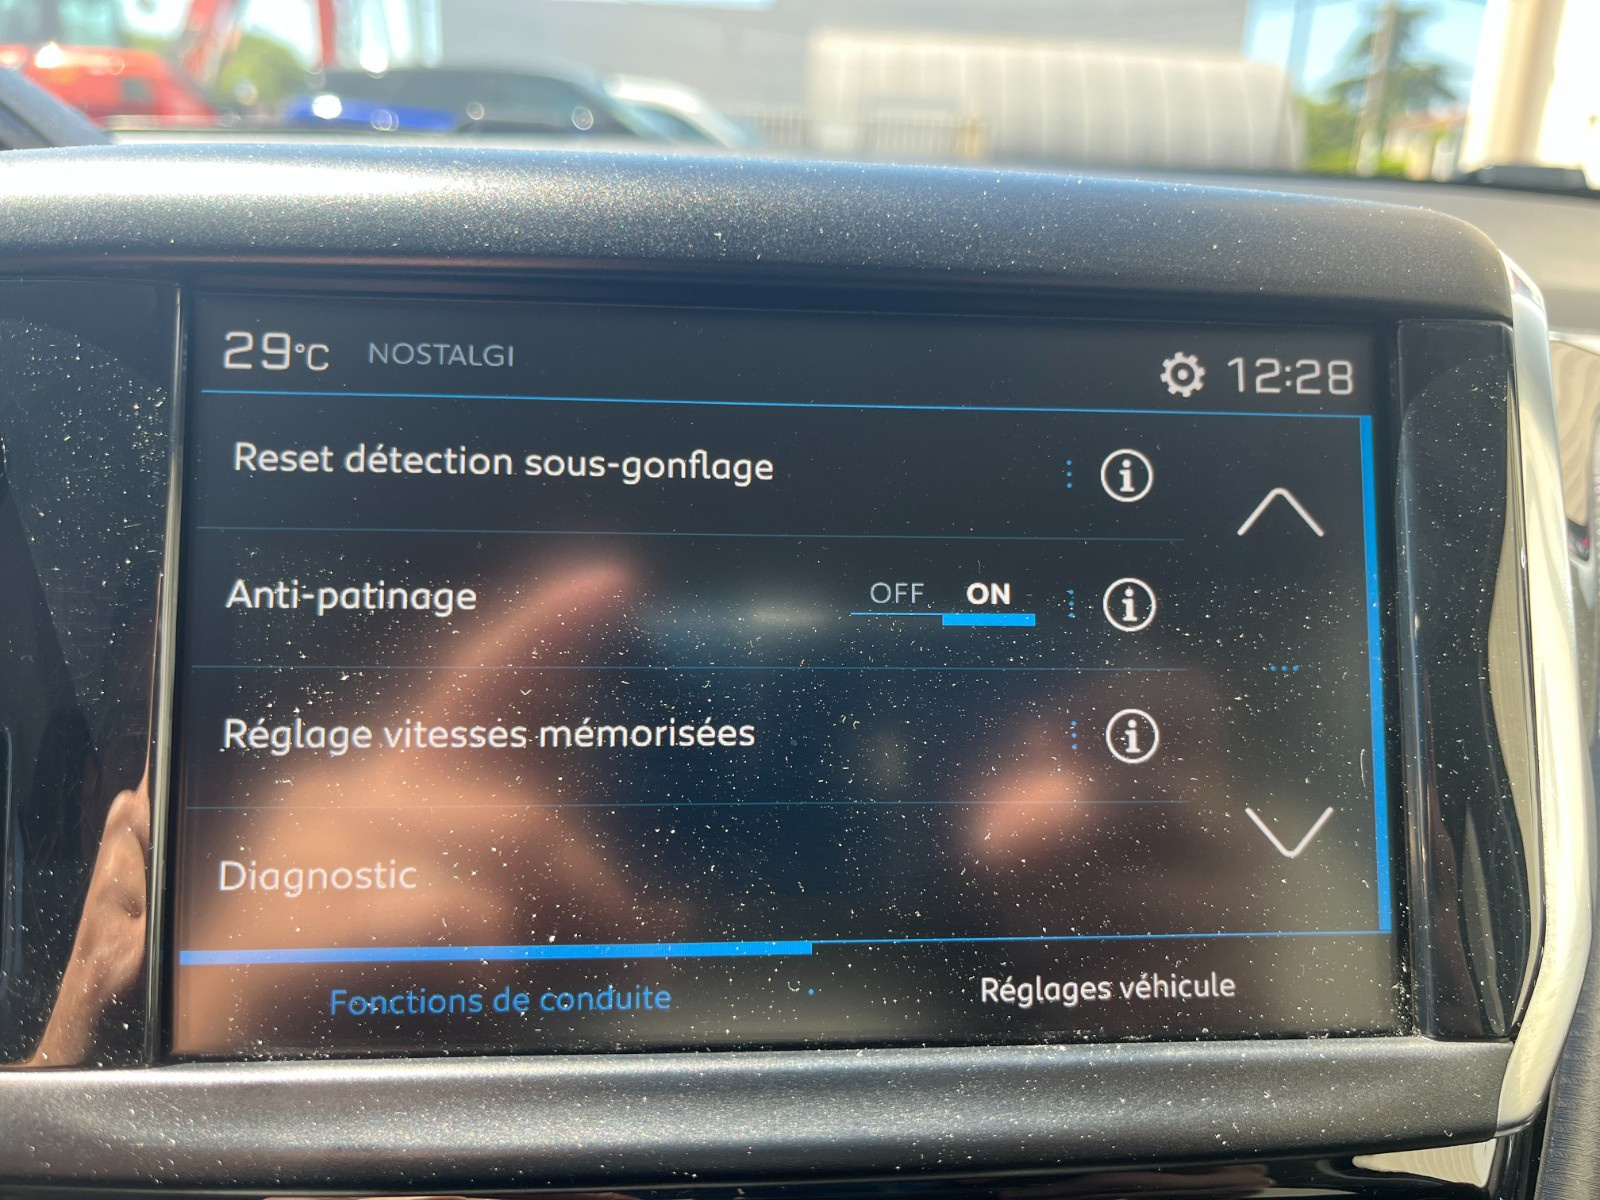 29°C NOSTALGI 12:28
Reset détection sous-gonflage
Anti-patinage OFF ON
Réglage vitesses mémorisées
Diagnostic
Fonctions de conduite Réglages véhicule